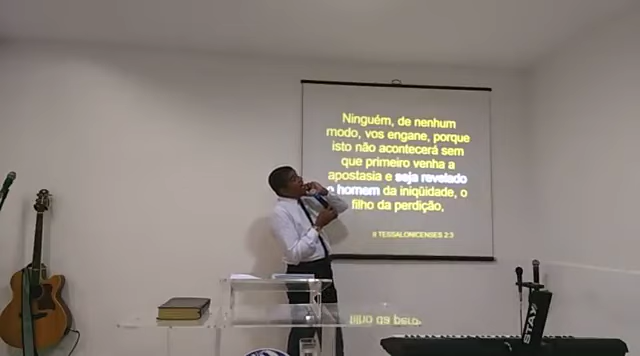 Ninguém, de nenhum
modo, vos engane, porque
isto não acontecerá sem
que primeiro venha a
apostasia e seja revelado
o homem da iniqüidade, o
filho da perdição,
II TESSALONICENSES 2:3
STAY